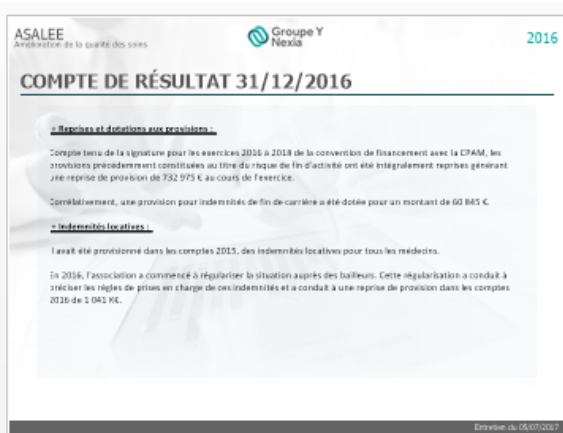 ASALEE
Amélioration de la qualité des soins
Groupe Y
Nexia
2016
COMPTE DE RÉSULTAT 31/12/2016
» Reprises et dotations aux provisions :
Compte tenu de la signature pour les exercices 2016 à 2018 de la convention de financement avec la CPAM, les
provisions précédemment constituées au titre du risque de fin d'activité ont été intégralement reprises générant
une reprise de provision de 732 975 € au cours de l'exercice.
Corrélativement, une provision pour indemnités de fin de carrière a été dotée pour un montant de 60 845 €.
» Indemnités locatives :
Il avait été provisionné dans les comptes 2015, des indemnités locatives pour tous les médecins.
En 2016, l'association a commencé à régulariser la situation auprès des bailleurs. Cette régularisation a conduit à
préciser les règles de prises en charge de ces indemnités et a conduit à une reprise de provision dans les comptes
2016 de 1 041 K€.
Entretien du 05/07/2017